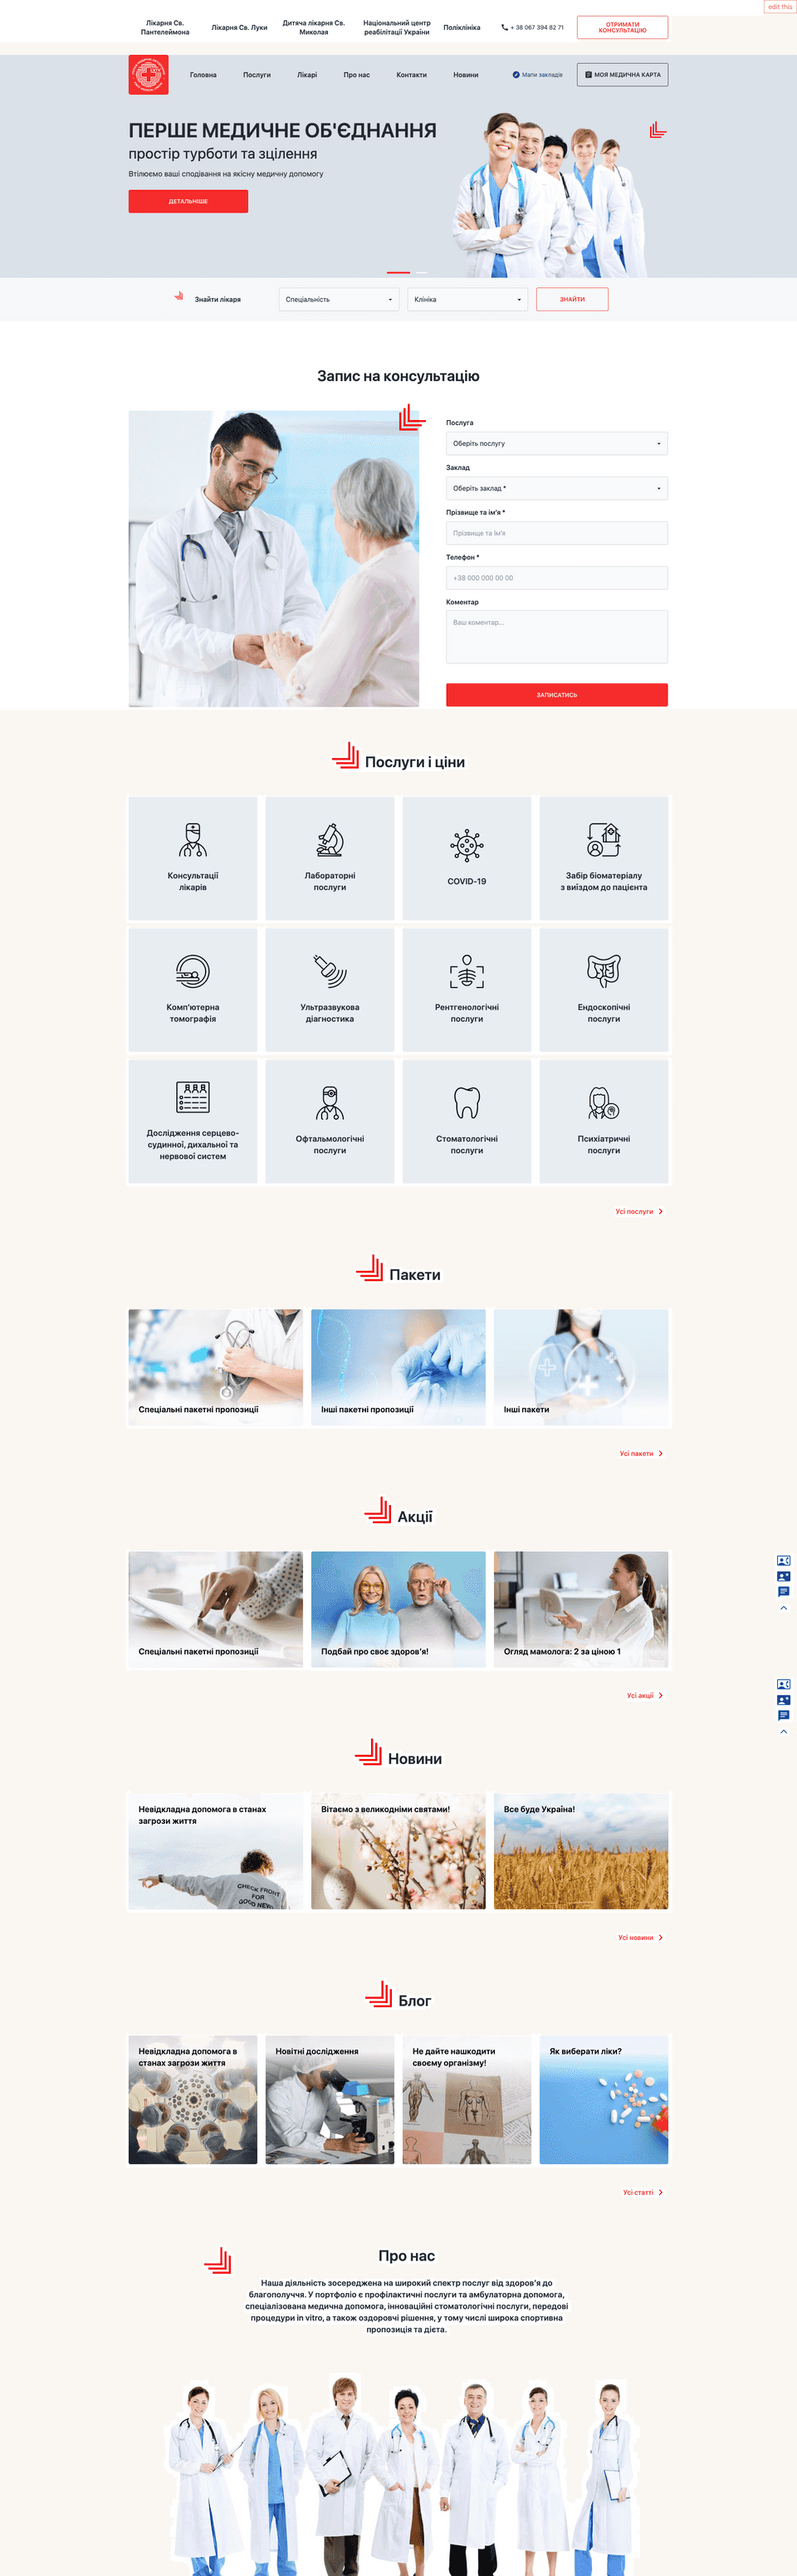 edit this
Лікарня Св.
Пантелеймона
Лікарня Св. Луки
Дитяча лікарня Св.
Миколая
Національний центр
реабілітації України
Поліклініка
+ 38 067 394 82 71
ОТРИМАТИ
КОНСУЛЬТАЦІЮ
Головна
Послуги
Лікарі
Про нас
Контакти
Новини
Мапи закладів
МОЯ МЕДИЧНА КАРТА
ПЕРШЕ МЕДИЧНЕ ОБ'ЄДНАННЯ
простір турботи та зцілення
Втілюємо ваші сподівання на якісну медичну допомогу
ДЕТАЛЬНІШЕ
Знайти лікаря
Спеціальність
Клініка
ЗНАЙТИ
Запис на консультацію
Послуга
Оберіть послугу
Заклад
Оберіть заклад *
Прізвище та ім'я *
Прізвище та Ім'я
Телефон *
+38 000 000 00 00
Коментар
Ваш коментар...
ЗАПИСАТИСЬ
Послуги і ціни
Консультації
лікарів
Лабораторні
послуги
COVID-19
Забір біоматеріалу
з виїздом до пацієнта
Комп'ютерна
томографія
Ультразвукова
діагностика
Рентгенологічні
послуги
Ендоскопічні
послуги
Дослідження серцево-
судинної, дихальної та
нервової систем
Офтальмологічні
послуги
Стоматологічні
послуги
Психіатричні
послуги
Усі послуги
Пакети
Спеціальні пакетні пропозиції
Інші пакетні пропозиції
Інші пакети
Усі пакети
Акції
Спеціальні пакетні пропозиції
Подбай про своє здоров'я!
Огляд мамолога: 2 за ціною 1
Усі акції
Новини
Невідкладна допомога в станах
загрози життя
CHECK FRONT
FOR
GOOD NEWS
Вітаємо з великодніми святами!
Все буде Україна!
Усі новини
Блог
Невідкладна допомога в
станах загрози життя
Новітні дослідження
Не дайте нашкодити
своєму організму!
Як вибирати ліки?
Усі статті
Про нас
Наша діяльність зосереджена на широкий спектр послуг від здоров'я до
благополуччя. У портфоліо є профілактичні послуги та амбулаторна допомога,
спеціалізована медична допомога, інноваційні стоматологічні послуги, передові
процедури in vitro, а також оздоровчі рішення, у тому числі широка спортивна
пропозиція та дієта.